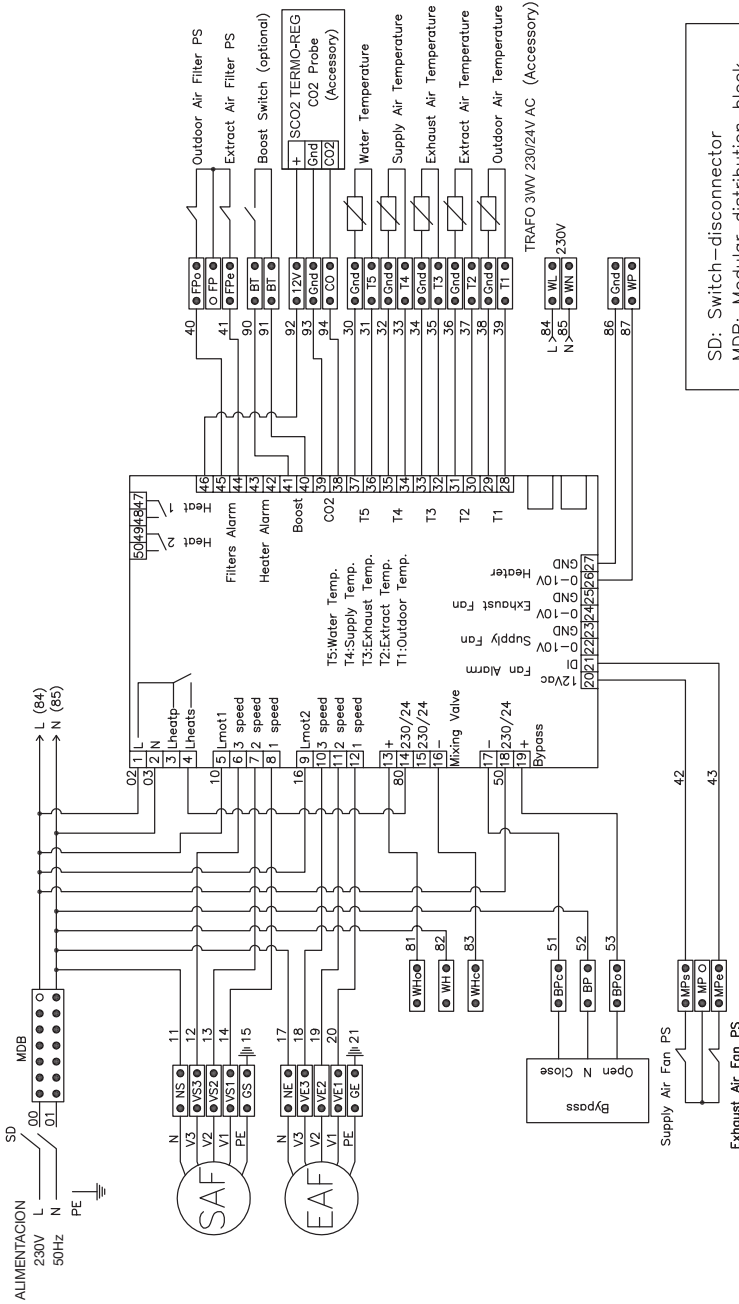 ALIMENTACION
230V L
50Hz N
PE
SD
00
01
MDB
L (84)
N (85)
02
03
10
16
80
50
1 L
2 N
3 Lheatp
4 Lheats
5 Lmot1
6 3 speed
7 2 speed
8 1 speed
9 Lmot2
10 3 speed
11 2 speed
12 1 speed
13 +
14 230/24
15 230/24
16 -
Mixing Valve
17 -
18 230/24
19 +
Bypass
SAF
N NS 11
V3 VS3 12
V2 VS2 13
V1 VS1 14
PE GS 15
EAF
N NE 17
V3 VE3 18
V2 VE2 19
V1 VE1 20
PE GE 21
WHo 81
WH 82
WHc 83
Bypass
Close BPc 51
N BP 52
Open BPo 53
Supply Air Fan PS
Exhaust Air Fan PS
MPs 42
MP
MPe 43
50 49 48 47
Heat 2
Heat 1
T5:Water Temp.
T4:Supply Temp.
T3:Exhaust Temp.
T2:Extract Temp.
T1:Outdoor Temp.
Filters Alarm
Heater Alarm
Boost
CO2
T5
T4
T3
T2
T1
46
45
44
43
42
41
40
39
38
37
36
35
34
33
32
31
30
29
28
Fan Alarm
Supply Fan
Exhaust Fan
Heater
12Vac 20
DI 21
0-10V 22
GND 23
0-10V 24
GND 25
0-10V 26
GND 27
40 FPo
FP
41 FPe
90 BT
91 BT
92 12V +
93 Gnd Gnd
94 CO CO2
30 Gnd
31 T5
32 Gnd
33 T4
34 Gnd
35 T3
36 Gnd
37 T2
38 Gnd
39 T1
Outdoor Air Filter PS
Extract Air Filter PS
Boost Switch (optional)
SCO2 TERMO-REG
CO2 Probe
(Accessory)
Water Temperature
Supply Air Temperature
Exhaust Air Temperature
Extract Air Temperature
Outdoor Air Temperature
TRAFO 3WV 230/24V AC (Accessory)
L>84 WL
N>85 WN
230V
86 Gnd
87 WP
SD: Switch-disconnector
MDB: Modular distribution block